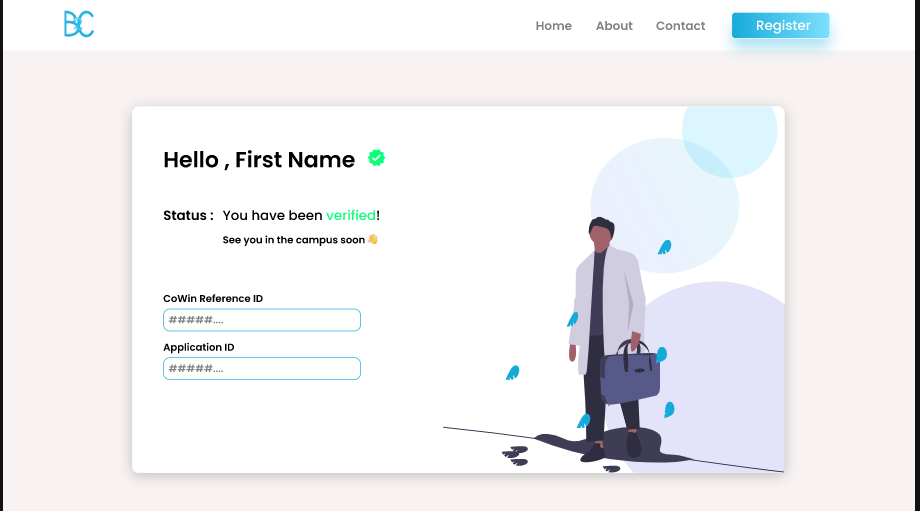 BC
Home About Contact Register
Hello , First Name
Status : You have been verified!
See you in the campus soon 👋
CoWin Reference ID
#####....
Application ID
#####....